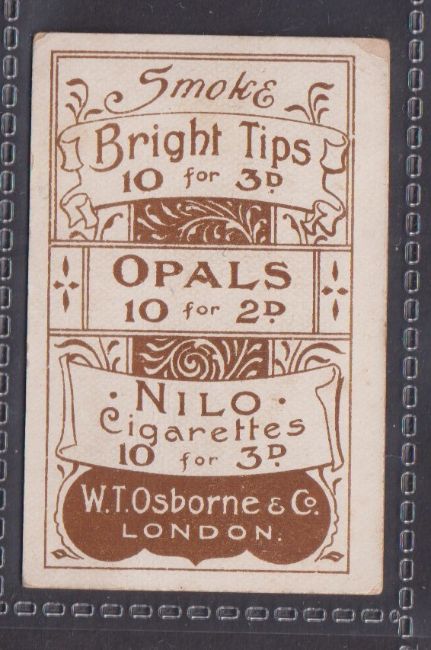 Smoke
Bright Tips
10 for 3D.
OPALS
10 for 2D.
· NILO ·
Cigarettes
10 for 3D.
W.T. Osborne & Co.
LONDON.